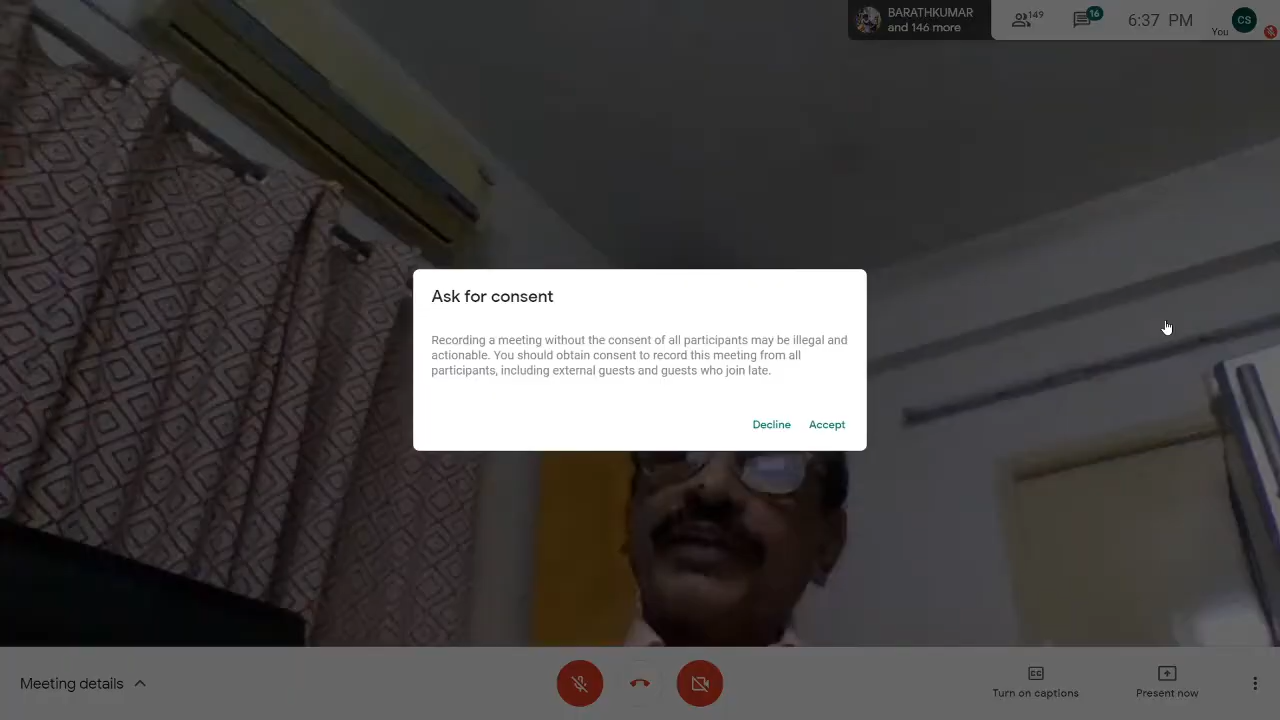 BARATHKUMAR
and 146 more
149
16
6:37 PM
You
CS
Ask for consent
Recording a meeting without the consent of all participants may be illegal and
actionable. You should obtain consent to record this meeting from all
participants, including external guests and guests who join late.
Decline Accept
Meeting details
CC
Turn on captions
Present now